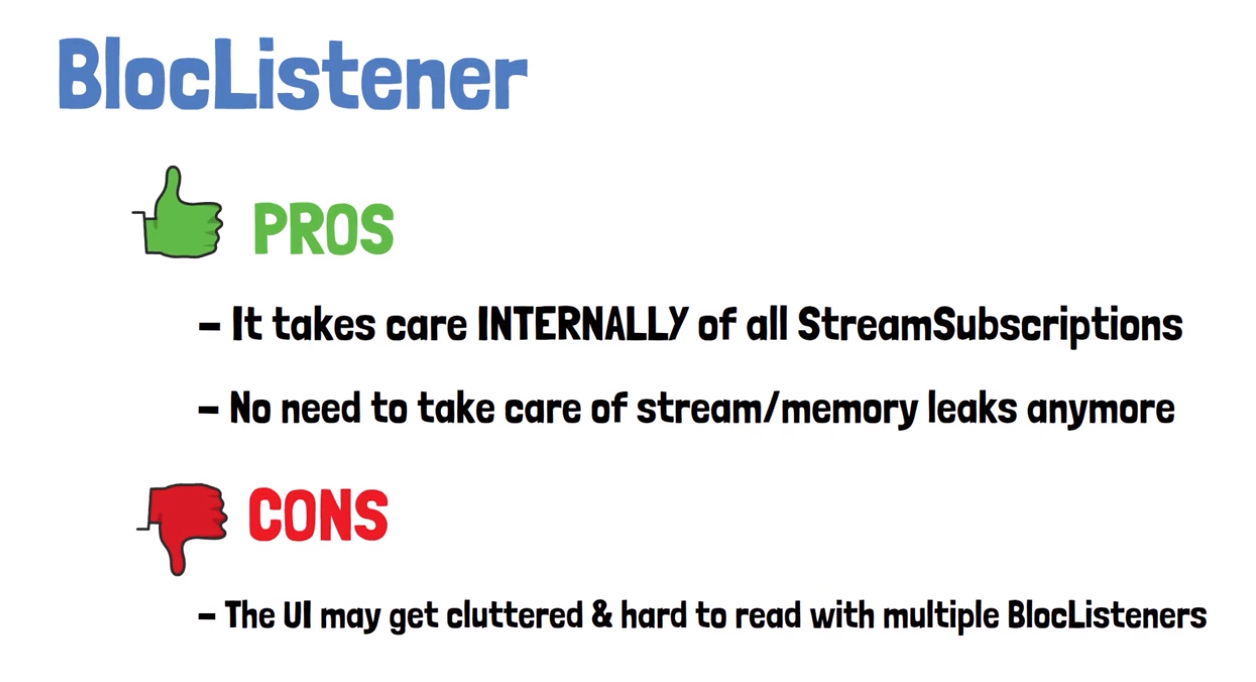 BlocListener
PROS
- It takes care INTERNALLY of all StreamSubscriptions
- No need to take care of stream/memory leaks anymore
CONS
- The UI may get cluttered & hard to read with multiple BlocListeners